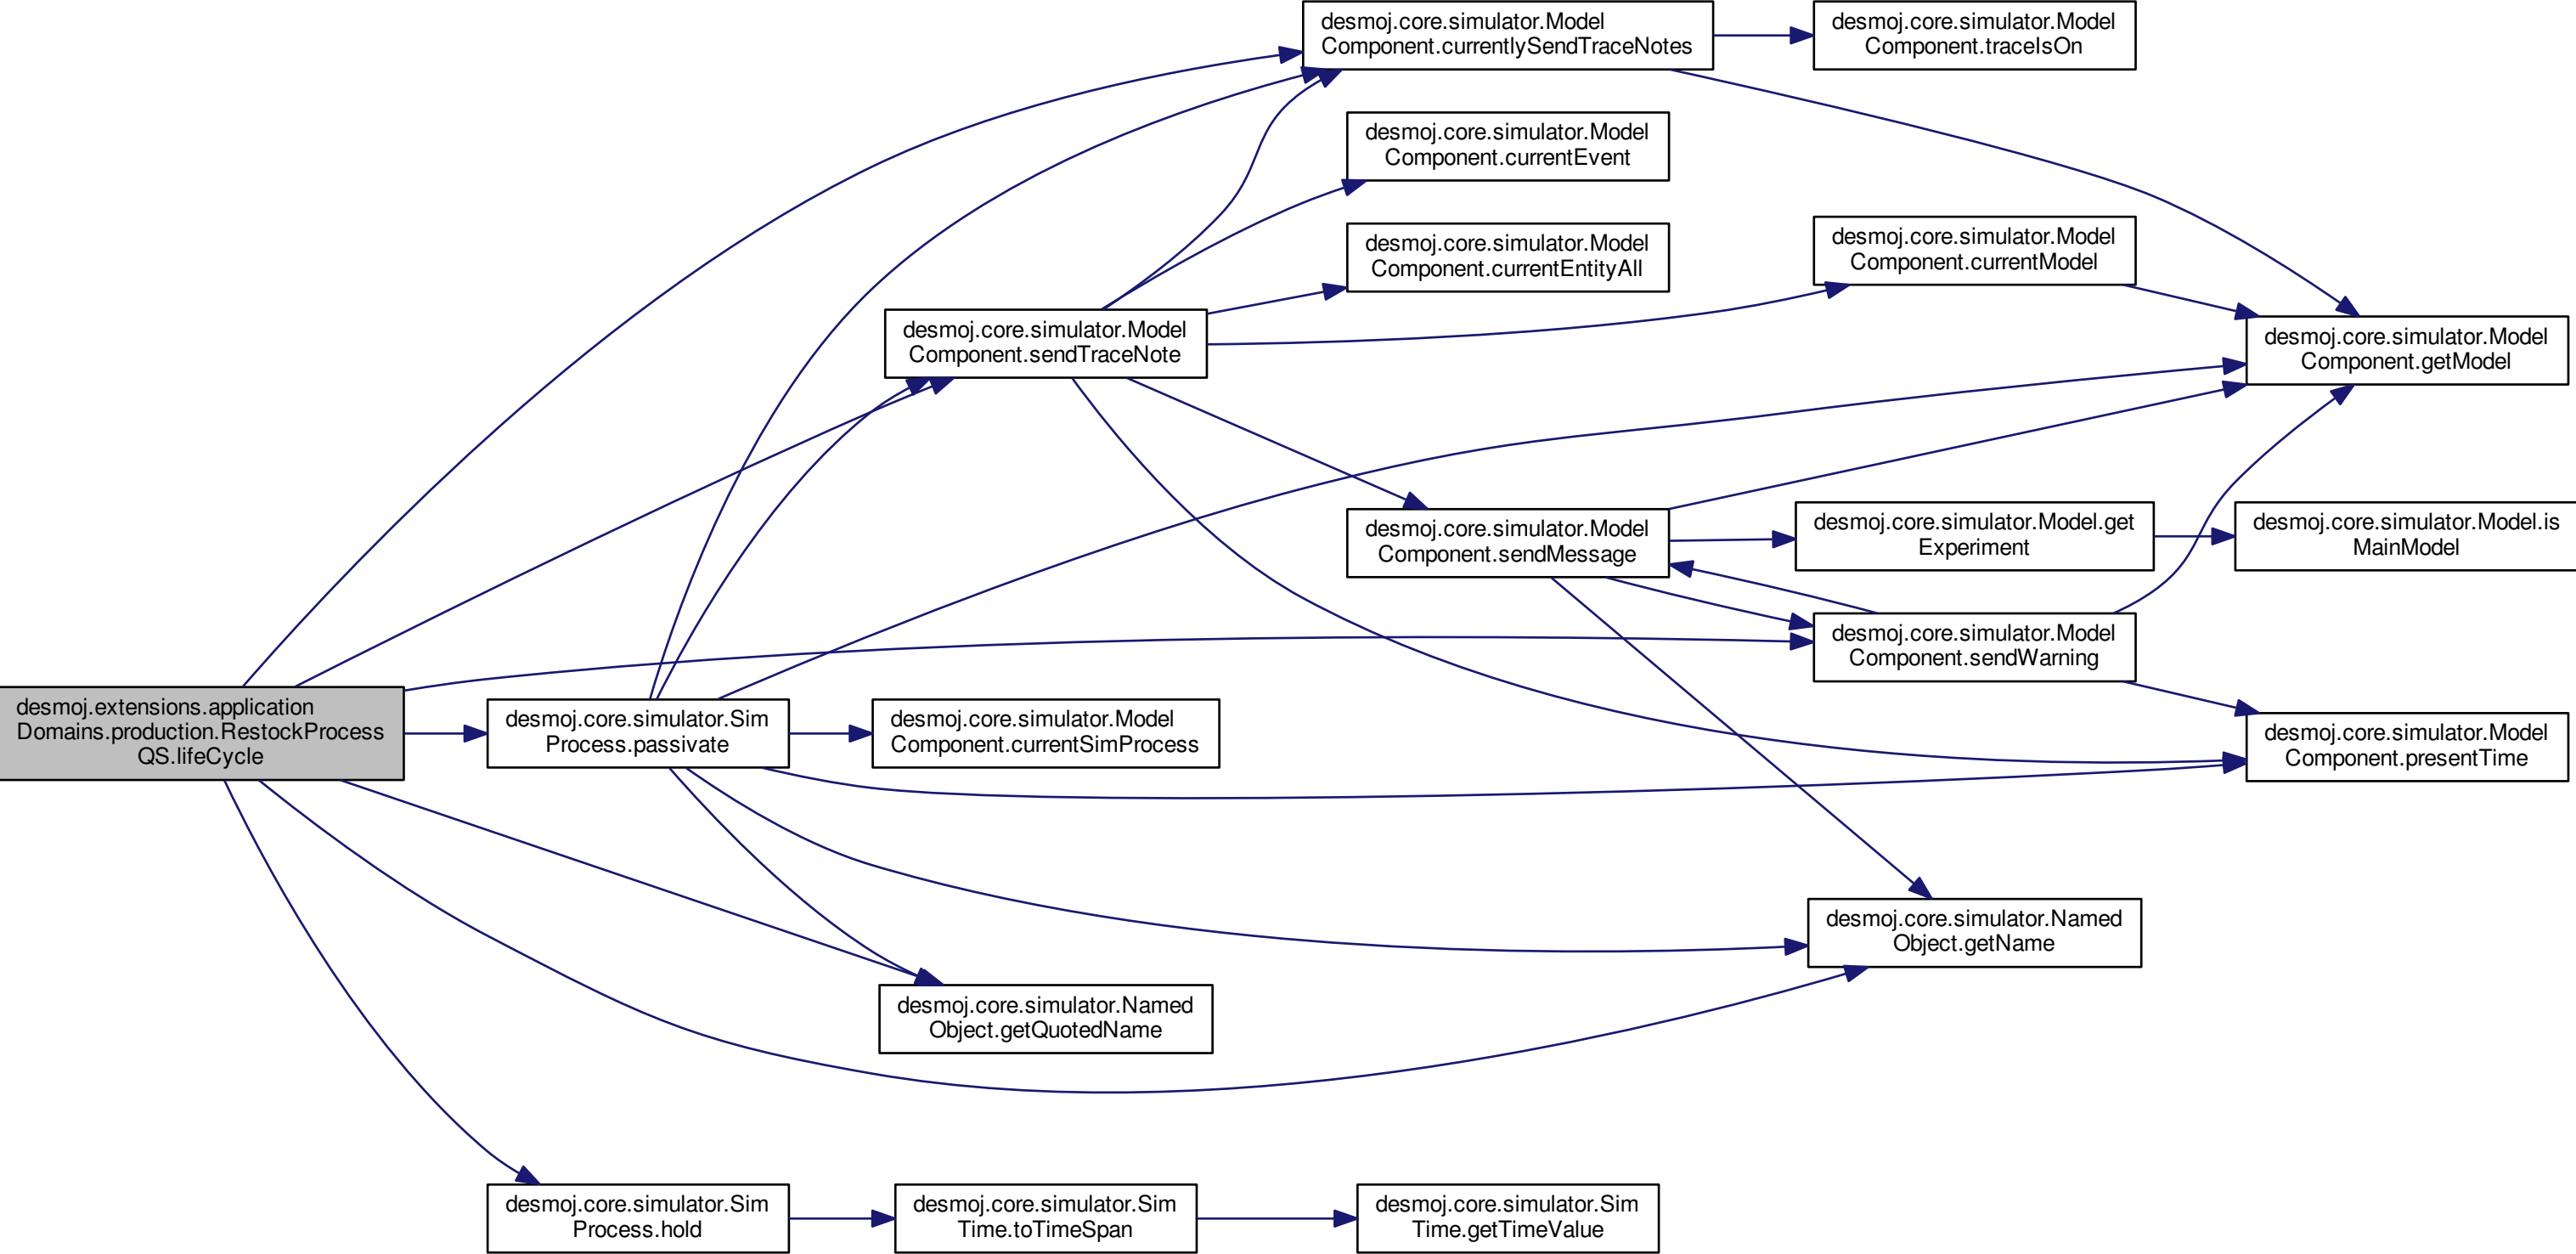 desmoj.core.simulator.Model
Component.currentlySendTraceNotes
desmoj.core.simulator.Model
Component.traceIsOn
desmoj.core.simulator.Model
Component.currentEvent
desmoj.core.simulator.Model
Component.currentEntityAll
desmoj.core.simulator.Model
Component.currentModel
desmoj.core.simulator.Model
Component.sendTraceNote
desmoj.core.simulator.Model
Component.getModel
desmoj.core.simulator.Model
Component.sendMessage
desmoj.core.simulator.Model.get
Experiment
desmoj.core.simulator.Model.is
MainModel
desmoj.core.simulator.Model
Component.sendWarning
desmoj.extensions.application
Domains.production.RestockProcess
QS.lifeCycle
desmoj.core.simulator.Sim
Process.passivate
desmoj.core.simulator.Model
Component.currentSimProcess
desmoj.core.simulator.Model
Component.presentTime
desmoj.core.simulator.Named
Object.getName
desmoj.core.simulator.Named
Object.getQuotedName
desmoj.core.simulator.Sim
Process.hold
desmoj.core.simulator.Sim
Time.toTimeSpan
desmoj.core.simulator.Sim
Time.getTimeValue